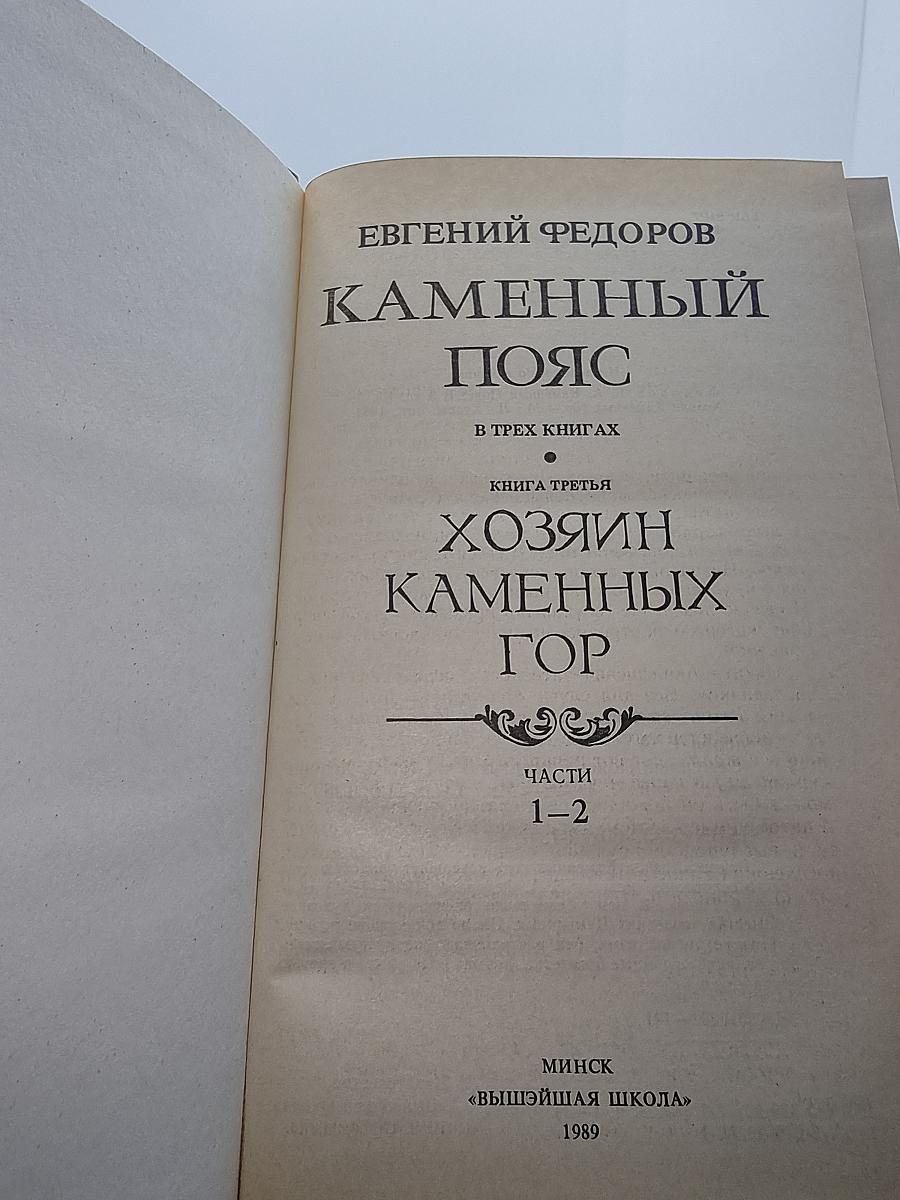 ЕВГЕНИЙ ФЕДОРОВ
КАМЕННЫЙ
ПОЯС
В ТРЕХ КНИГАХ
КНИГА ТРЕТЬЯ
ХОЗЯИН
КАМЕННЫХ
ГОР
ЧАСТИ
1–2
МИНСК
«ВЫШЭЙШАЯ ШКОЛА»
1989